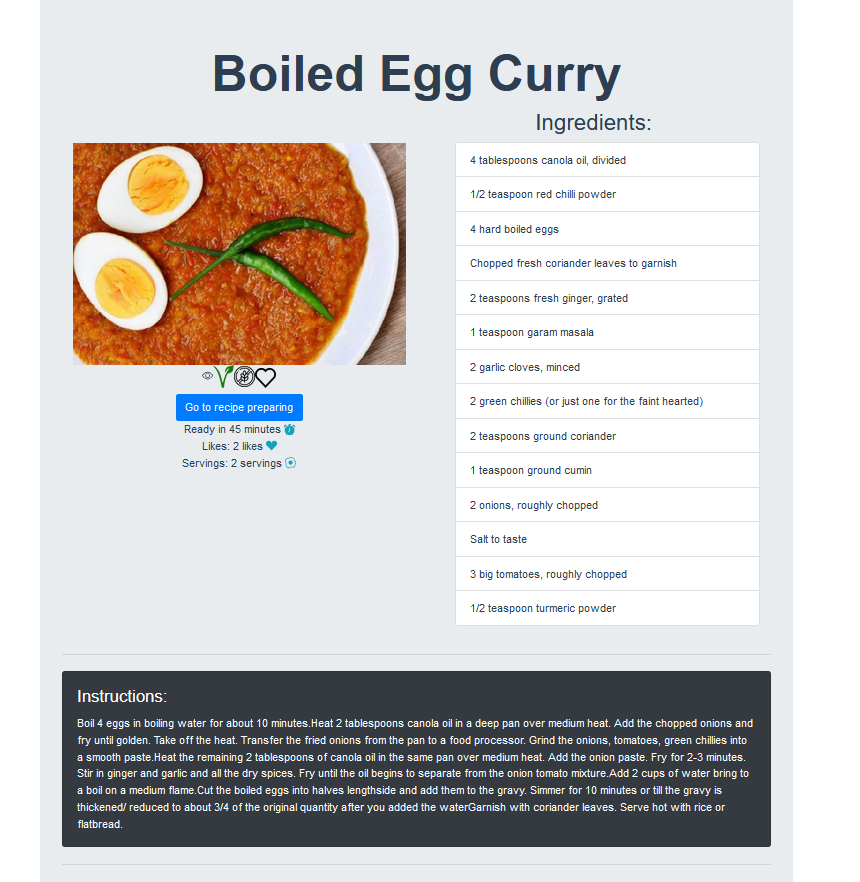 Boiled Egg Curry
Go to recipe preparing
Ready in 45 minutes
Likes: 2 likes
Servings: 2 servings
Ingredients:
4 tablespoons canola oil, divided
1/2 teaspoon red chilli powder
4 hard boiled eggs
Chopped fresh coriander leaves to garnish
2 teaspoons fresh ginger, grated
1 teaspoon garam masala
2 garlic cloves, minced
2 green chillies (or just one for the faint hearted)
2 teaspoons ground coriander
1 teaspoon ground cumin
2 onions, roughly chopped
Salt to taste
3 big tomatoes, roughly chopped
1/2 teaspoon turmeric powder
Instructions:
Boil 4 eggs in boiling water for about 10 minutes.Heat 2 tablespoons canola oil in a deep pan over medium heat. Add the chopped onions and
fry until golden. Take off the heat. Transfer the fried onions from the pan to a food processor. Grind the onions, tomatoes, green chillies into
a smooth paste.Heat the remaining 2 tablespoons of canola oil in the same pan over medium heat. Add the onion paste. Fry for 2-3 minutes.
Stir in ginger and garlic and all the dry spices. Fry until the oil begins to separate from the onion tomato mixture.Add 2 cups of water bring to
a boil on a medium flame.Cut the boiled eggs into halves lengthside and add them to the gravy. Simmer for 10 minutes or till the gravy is
thickened/ reduced to about 3/4 of the original quantity after you added the waterGarnish with coriander leaves. Serve hot with rice or
flatbread.